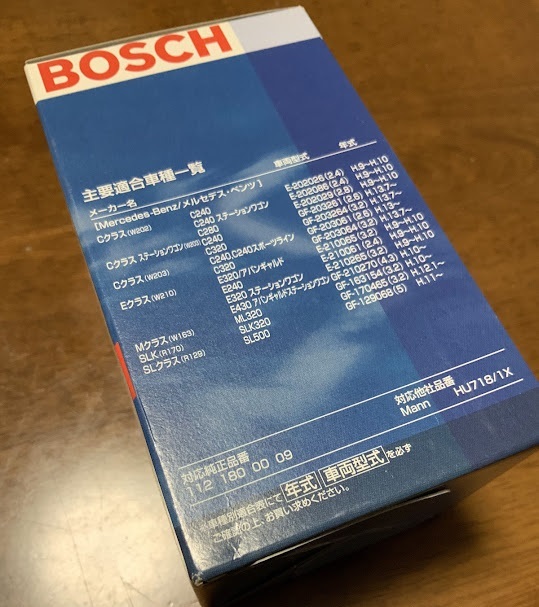 BOSCH
主要適合車種一覧
メーカー名 車両型式 年式
[Mercedes-Benz/メルセデス・ベンツ]
Cクラス(W202) C240 E-202026(2.4) H.9〜H.10
C240 ステーションワゴン E-202086(2.4) H.9〜H.10
C280 E-202029(2.8) H.9〜H.10
Cクラス ステーションワゴン C240 GF-203261(2.6) H.13.7〜
C320 GF-203264(3.2) H.13.7〜
Cクラス(W203) C240,C240スポーツライン GF-203061(2.6) H.13〜
C320 GF-203064(3.2) H.13.7〜
Eクラス(W210) E320/アバンギャルド E-210065(3.2) H.9〜H.10
E240 E-210061(2.4) H.9〜H.10
E320 ステーションワゴン E-210265(3.2) H.9〜H.10
E430 アバンギャルドステーションワゴン GF-210270(4.3) H.13.7〜
Mクラス(W163) ML320 GF-163154(3.2) H.10〜
SLK(R170) SLK320 GF-170465(3.2) H.12.1〜
SLクラス(R129) SL500 GF-129068(5) H.11〜
対応純正品番 対応他社品番
112 180 00 09 Mann HU718/1X
車種別適合表にて 年式 車両型式 を必ず
ご確認の上、お買い求めください。